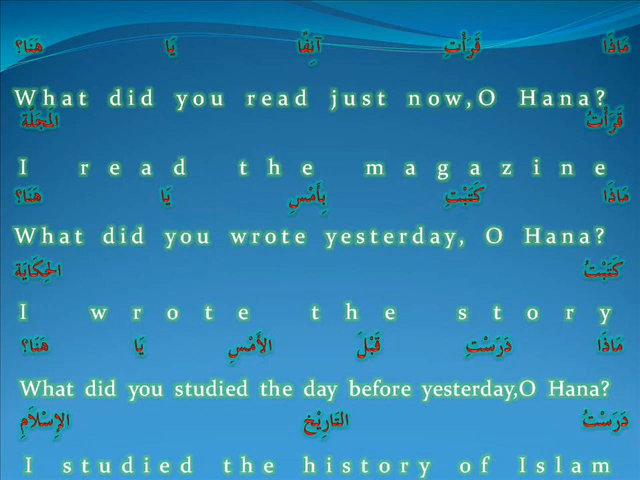 مَاذَا قَرَأْتِ آنِفًا يَا هَنَا؟
What did you read just now,O Hana?
قَرَأْتُ المَجَلَّة
I read the magazine
مَاذَا كَتَبْتِ بِأَمْسِ يَا هَنَا؟
What did you wrote yesterday, O Hana?
كَتَبْتُ الحِكَايَة
I wrote the story
مَاذَا دَرَسْتِ قَبْلَ الأَمْسِ يَا هَنَا؟
What did you studied the day before yesterday,O Hana?
دَرَسْتُ التَّارِيْخ الإِسْلَامِ
I studied the history of Islam